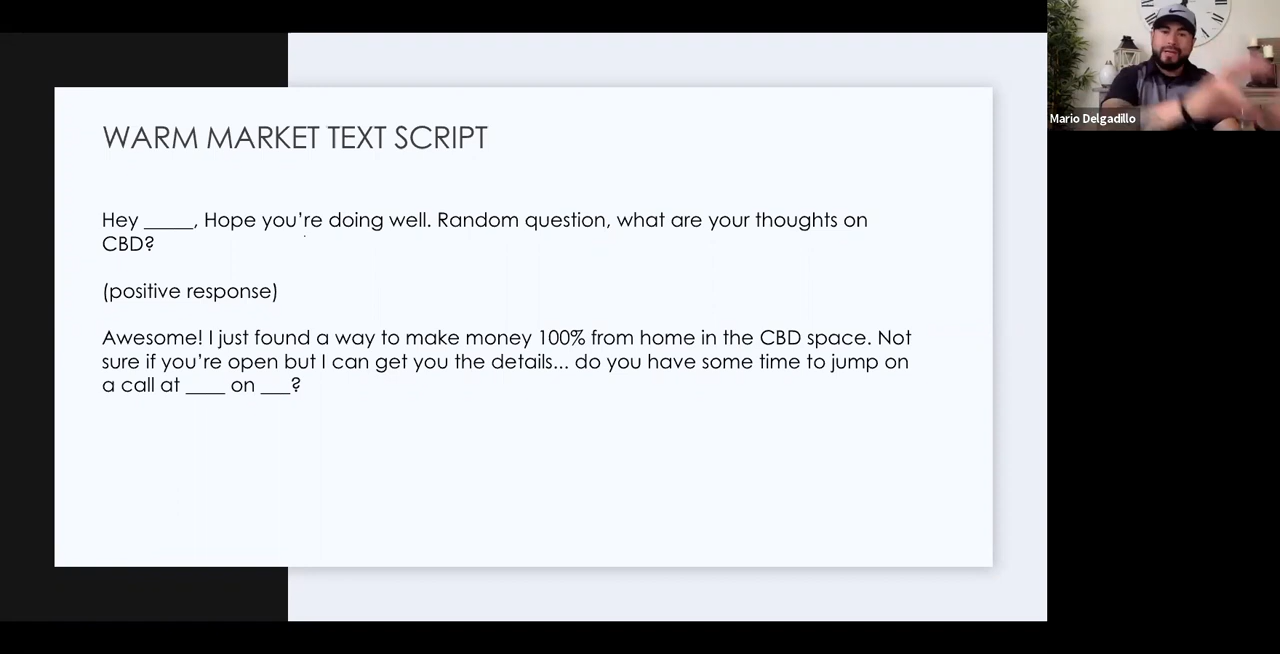 WARM MARKET TEXT SCRIPT
Hey _____, Hope you’re doing well. Random question, what are your thoughts on
CBD?
(positive response)
Awesome! I just found a way to make money 100% from home in the CBD space. Not
sure if you’re open but I can get you the details... do you have some time to jump on
a call at ____ on ___?
Mario Delgadillo